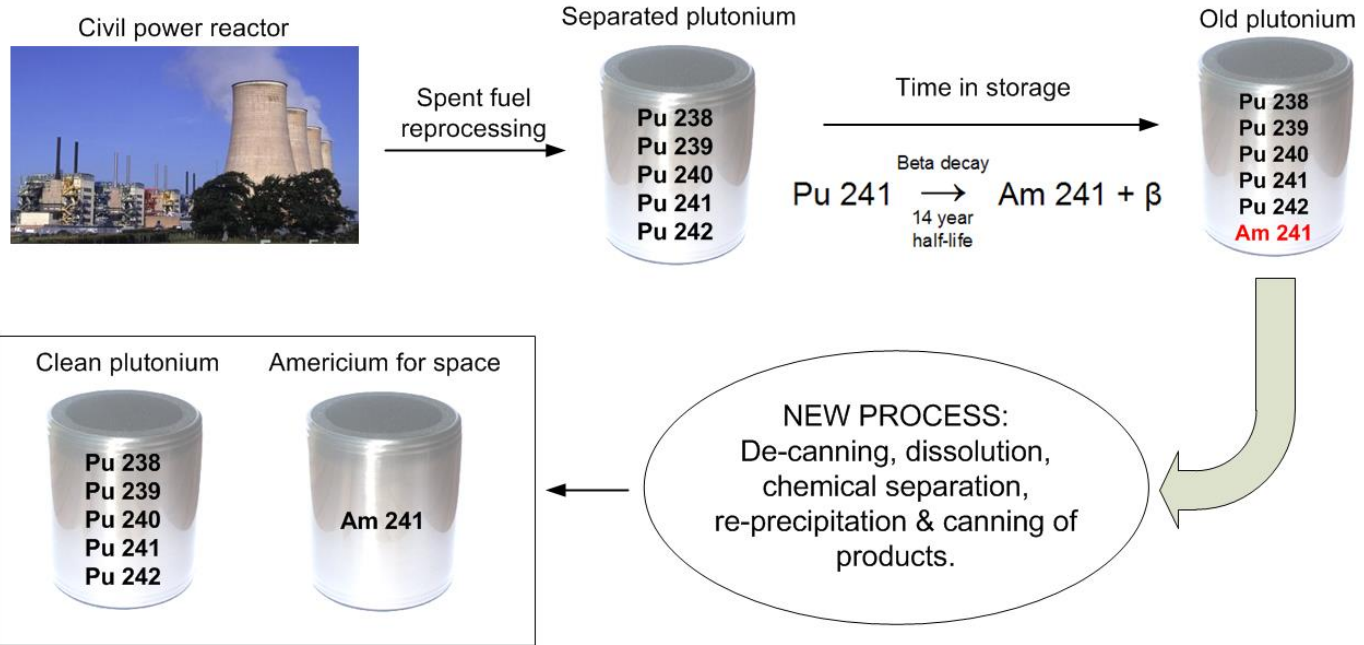 Civil power reactor
Spent fuel
reprocessing
Separated plutonium
Pu 238
Pu 239
Pu 240
Pu 241
Pu 242
Time in storage
Beta decay
Pu 241 → Am 241 + β
14 year
half-life
Old plutonium
Pu 238
Pu 239
Pu 240
Pu 241
Pu 242
Am 241
NEW PROCESS:
De-canning, dissolution,
chemical separation,
re-precipitation & canning of
products.
Clean plutonium
Pu 238
Pu 239
Pu 240
Pu 241
Pu 242
Americium for space
Am 241